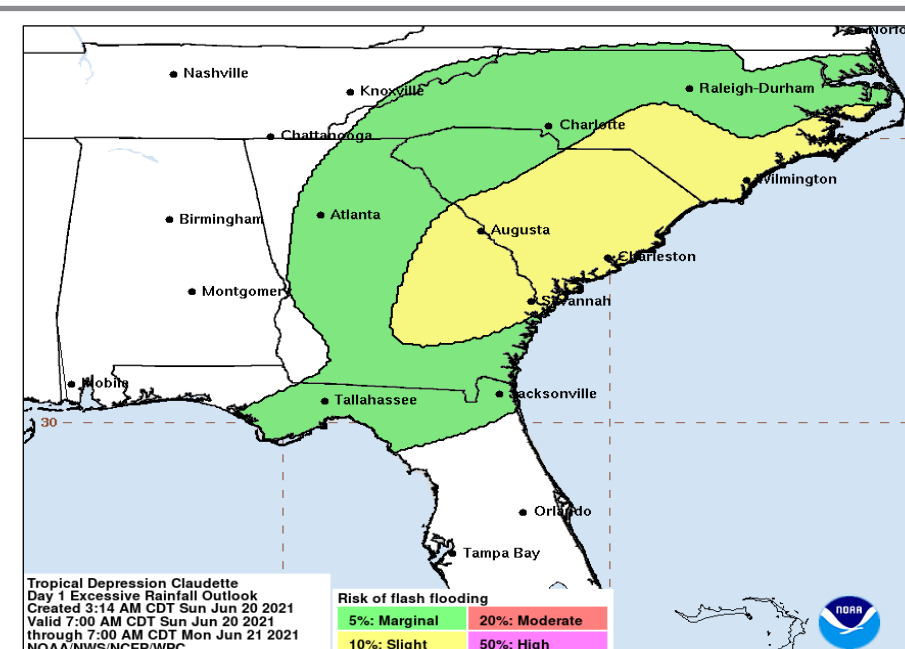 Norfo
Nashville
Knoxville
Raleigh-Durham
Charlotte
Chattanooga
Wilmington
Atlanta
Birmingham
Augusta
Charleston
Montgomery
Savannah
Mobile
Jacksonville
Tallahassee
30
Orlando
Tampa Bay
Tropical Depression Claudette
Day 1 Excessive Rainfall Outlook
Created 3:14 AM CDT Sun Jun 20 2021
Valid 7:00 AM CDT Sun Jun 20 2021
through 7:00 AM CDT Mon Jun 21 2021
NOAA/NWS/NCEP/WPC
Risk of flash flooding
5%: Marginal 20%: Moderate
10%: Slight 50%: High
NOAA